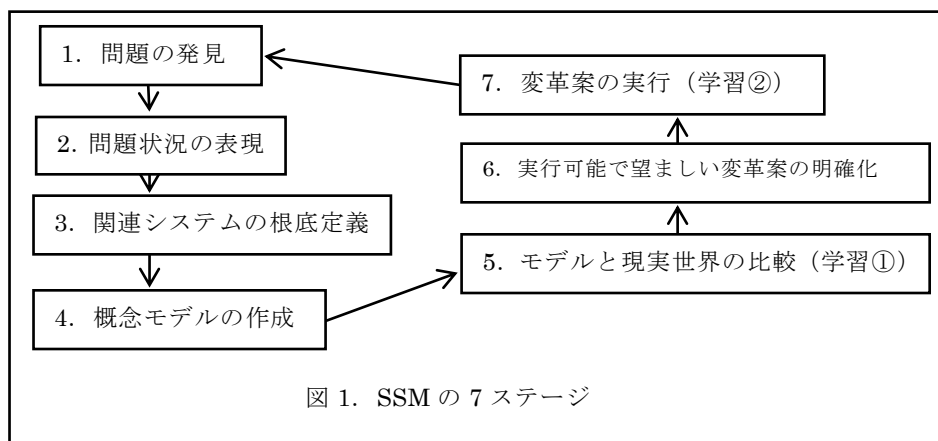 1. 問題の発見
2. 問題状況の表現
3. 関連システムの根底定義
4. 概念モデルの作成
5. モデルと現実世界の比較（学習①）
6. 実行可能で望ましい変革案の明確化
7. 変革案の実行（学習②）
図 1. SSM の 7 ステージ